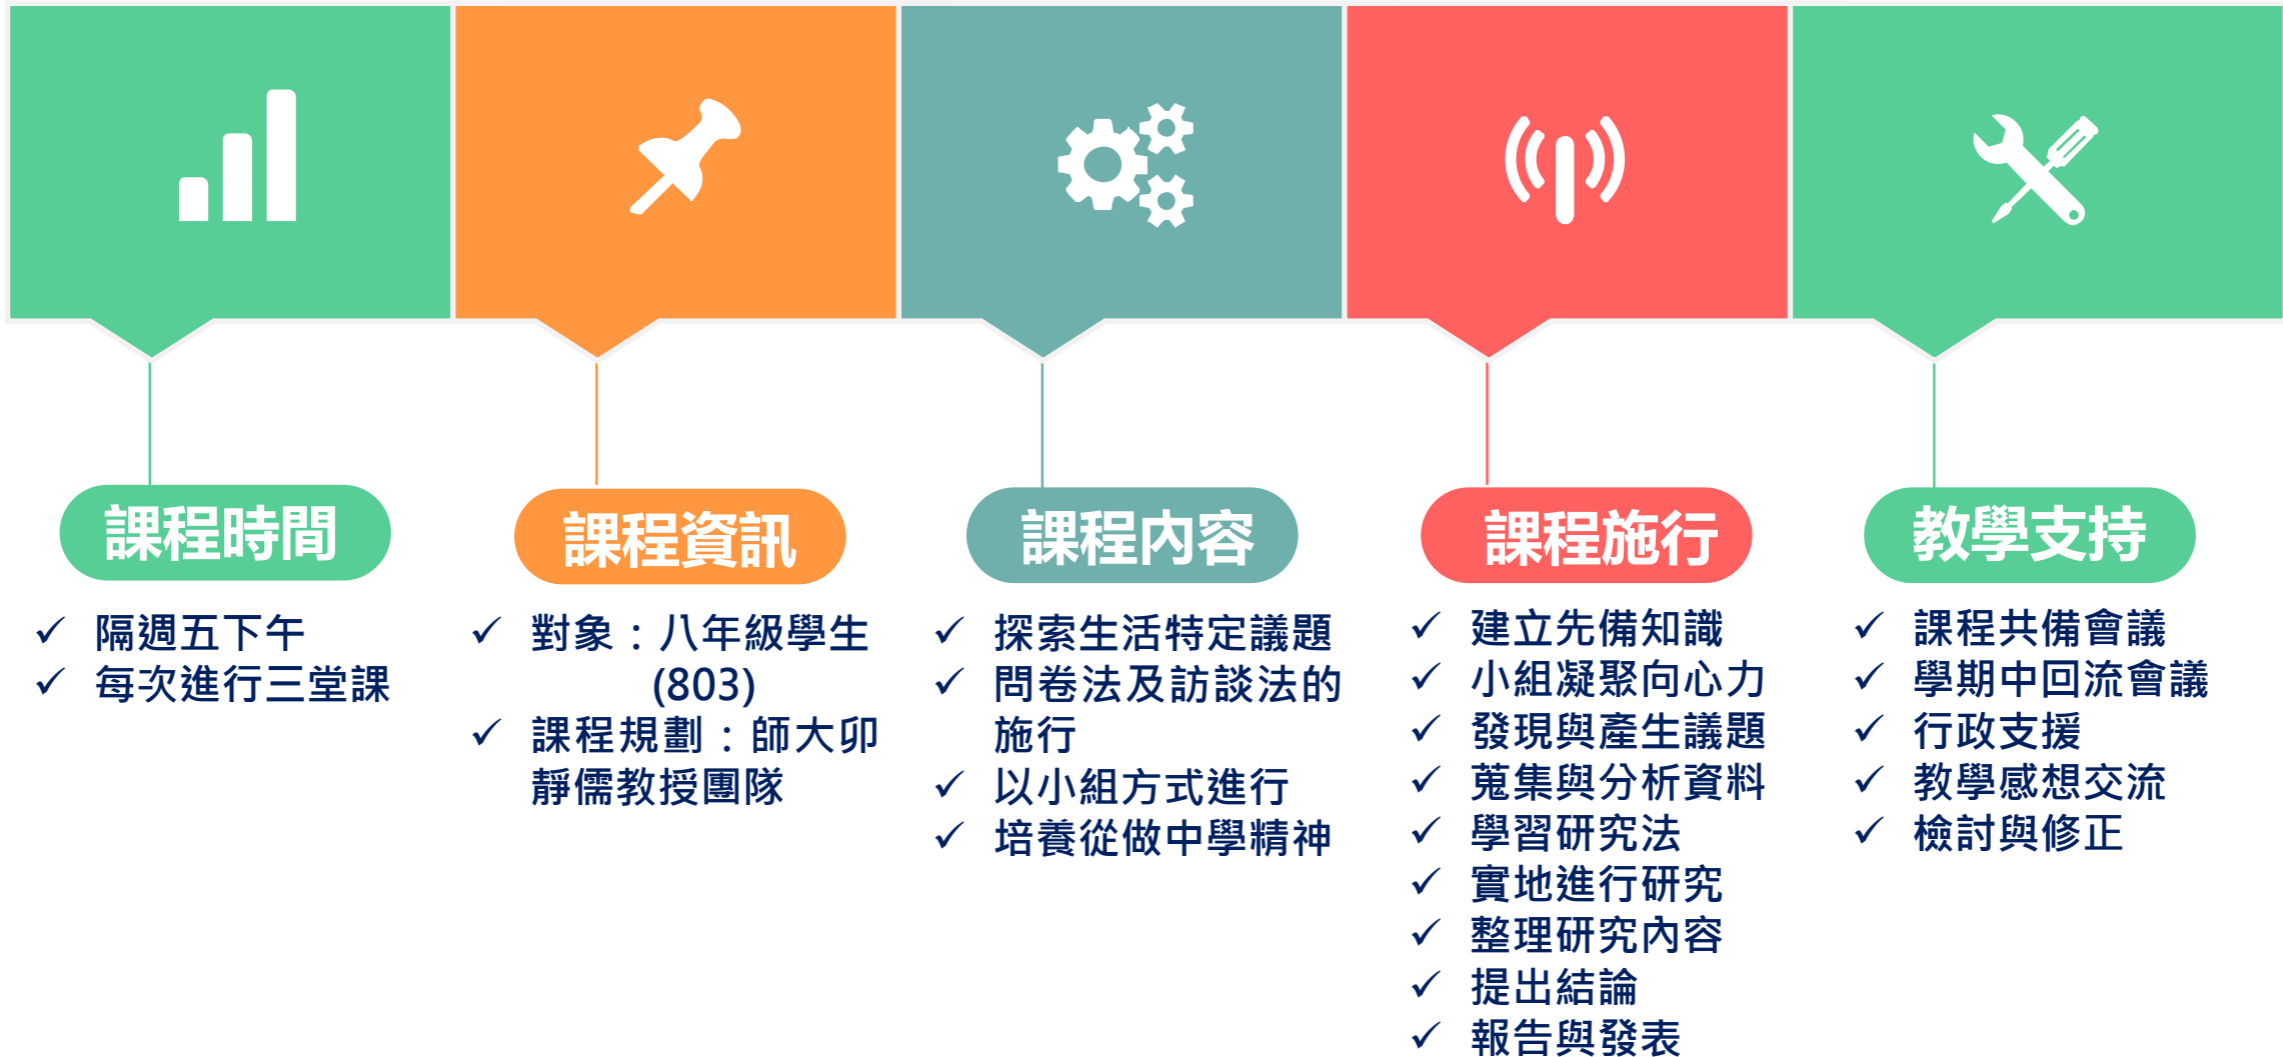 課程時間
✓ 隔週五下午
✓ 每次進行三堂課
課程資訊
✓ 對象：八年級學生
(803)
✓ 課程規劃：師大卯
靜儒教授團隊
課程內容
✓ 探索生活特定議題
✓ 問卷法及訪談法的
施行
✓ 以小組方式進行
✓ 培養從做中學精神
課程施行
✓ 建立先備知識
✓ 小組凝聚向心力
✓ 發現與產生議題
✓ 蒐集與分析資料
✓ 學習研究法
✓ 實地進行研究
✓ 整理研究內容
✓ 提出結論
✓ 報告與發表
教學支持
✓ 課程共備會議
✓ 學期中回流會議
✓ 行政支援
✓ 教學感想交流
✓ 檢討與修正